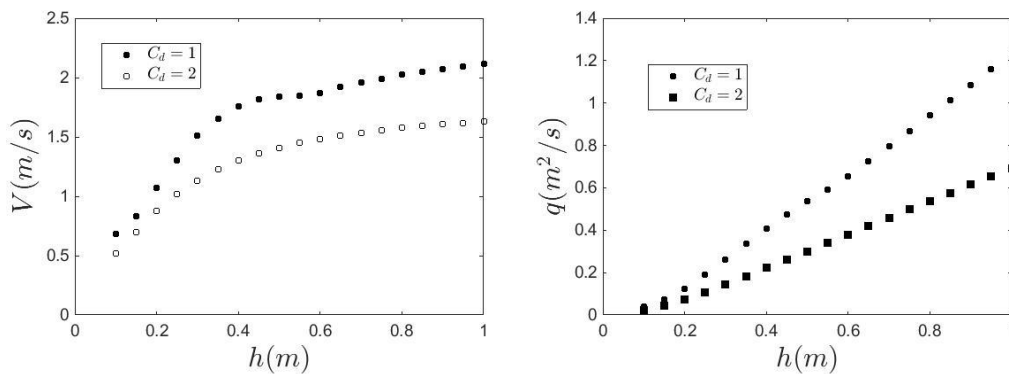 2.5
2
1.5
1
0.5
0
V(m/s)
C_d = 1
C_d = 2
0 0.2 0.4 0.6 0.8 1
h(m)
1.4
1.2
1
0.8
0.6
0.4
0.2
0
q(m^2/s)
C_d = 1
C_d = 2
0 0.2 0.4 0.6 0.8
h(m)